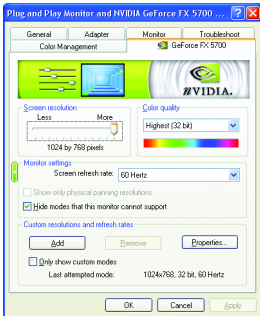 Plug and Play Monitor and NVIDIA GeForce FX 5700 ...
General Adapter Monitor Troubleshoot
Color Management GeForce FX 5700
nVIDIA.
Screen resolution
Less More
1024 by 768 pixels
Color quality
Highest (32 bit)
Monitor settings
Screen refresh rate: 60 Hertz
Show only physical panning resolutions
Hide modes that this monitor cannot support
Custom resolutions and refresh rates
Add Remove Properties...
Only show custom modes
Last attempted mode: 1024x768, 32 bit, 60 Hertz
OK Cancel Apply